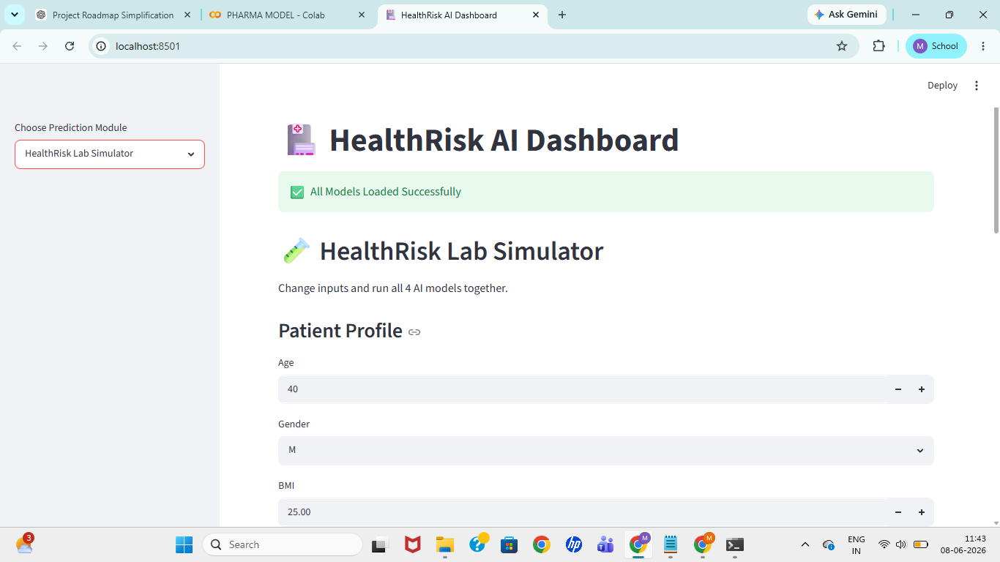 Project Roadmap Simplification
PHARMA MODEL - Colab
HealthRisk AI Dashboard
Ask Gemini
localhost:8501
M
School
Deploy
Choose Prediction Module
HealthRisk Lab Simulator
HealthRisk AI Dashboard
All Models Loaded Successfully
HealthRisk Lab Simulator
Change inputs and run all 4 AI models together.
Patient Profile
Age
40
Gender
M
BMI
25.00
3
Search
hp
T
M
M
ENG
IN
11:43
08-06-2026